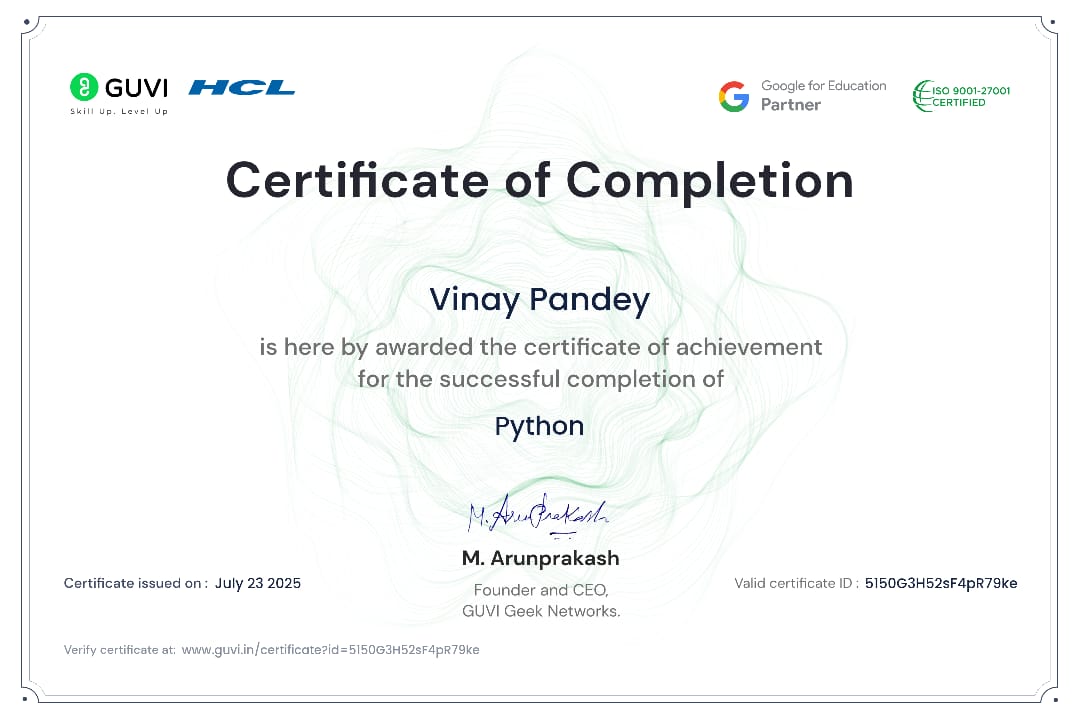 GUVI HCL
Skill Up. Level Up
Google for Education
Partner
ISO 9001-27001
CERTIFIED
Certificate of Completion
Vinay Pandey
is here by awarded the certificate of achievement
for the successful completion of
Python
M. Arunprakash
M. Arunprakash
Founder and CEO,
GUVI Geek Networks.
Certificate issued on : July 23 2025
Valid certificate ID : 5150G3H52sF4pR79ke
Verify certificate at: www.guvi.in/certificate?id=5150G3H52sF4pR79ke